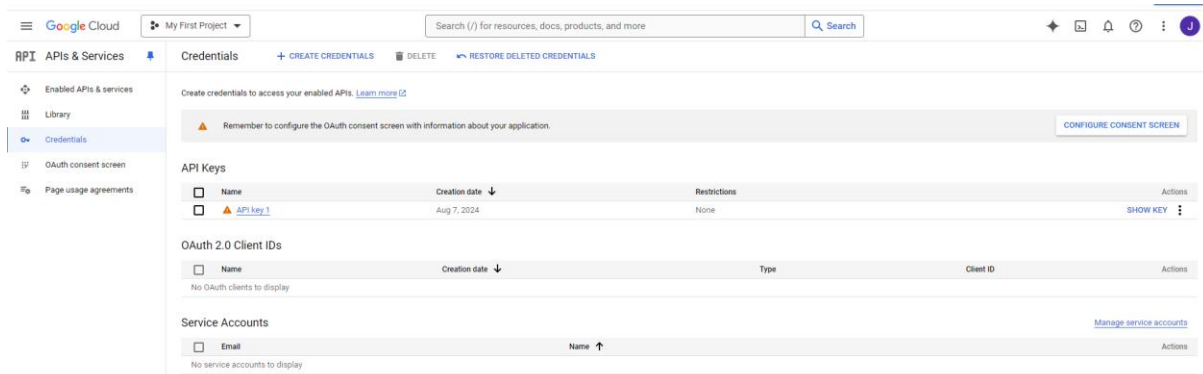 Google Cloud
My First Project
Search (/) for resources, docs, products, and more
Search
J
API APIs & Services
Credentials
CREATE CREDENTIALS
DELETE
RESTORE DELETED CREDENTIALS
Enabled APIs & services
Library
Credentials
OAuth consent screen
Page usage agreements
Create credentials to access your enabled APIs. Learn more
Remember to configure the OAuth consent screen with information about your application.
CONFIGURE CONSENT SCREEN
API Keys
Name Creation date Restrictions Actions
API key 1 Aug 7, 2024 None SHOW KEY
OAuth 2.0 Client IDs
Name Creation date Type Client ID Actions
No OAuth clients to display
Service Accounts
Manage service accounts
Email Name Actions
No service accounts to display